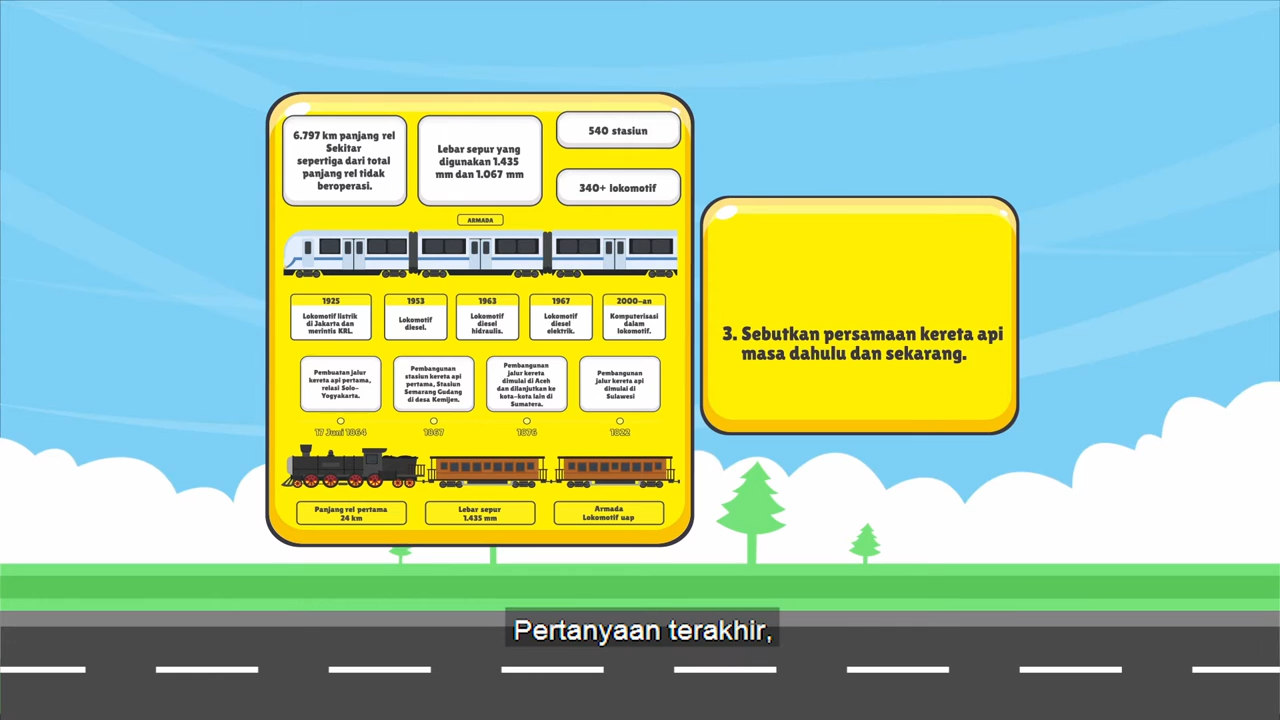 6.797 km panjang rel
Sekitar
sepertiga dari total
panjang rel tidak
beroperasi.
Lebar sepur yang
digunakan 1.435
mm dan 1.067 mm
540 stasiun
340+ lokomotif
ARMADA
1925
Lokomotif listrik
di Jakarta dan
merintis KRL.
1953
Lokomotif
diesel.
1963
Lokomotif
diesel
hidraulis.
1967
Lokomotif
diesel
elektrik.
2000-an
Komputerisasi
dalam
lokomotif.
Pembuatan jalur
kereta api pertama,
relasi Solo-
Yogyakarta.
Pembangunan
stasiun kereta api
pertama, Stasiun
Semarang Gudang
di desa Kemijen.
Pembangunan
jalur kereta
dimulai di Aceh
dan dilanjutkan ke
kota-kota lain di
Sumatera.
Pembangunan
jalur kereta api
dimulai di
Sulawesi
17 Juni 1864
1867
1876
1822
Panjang rel pertama
24 km
Lebar sepur
1.435 mm
Armada
Lokomotif uap
3. Sebutkan persamaan kereta api
masa dahulu dan sekarang.
Pertanyaan terakhir,